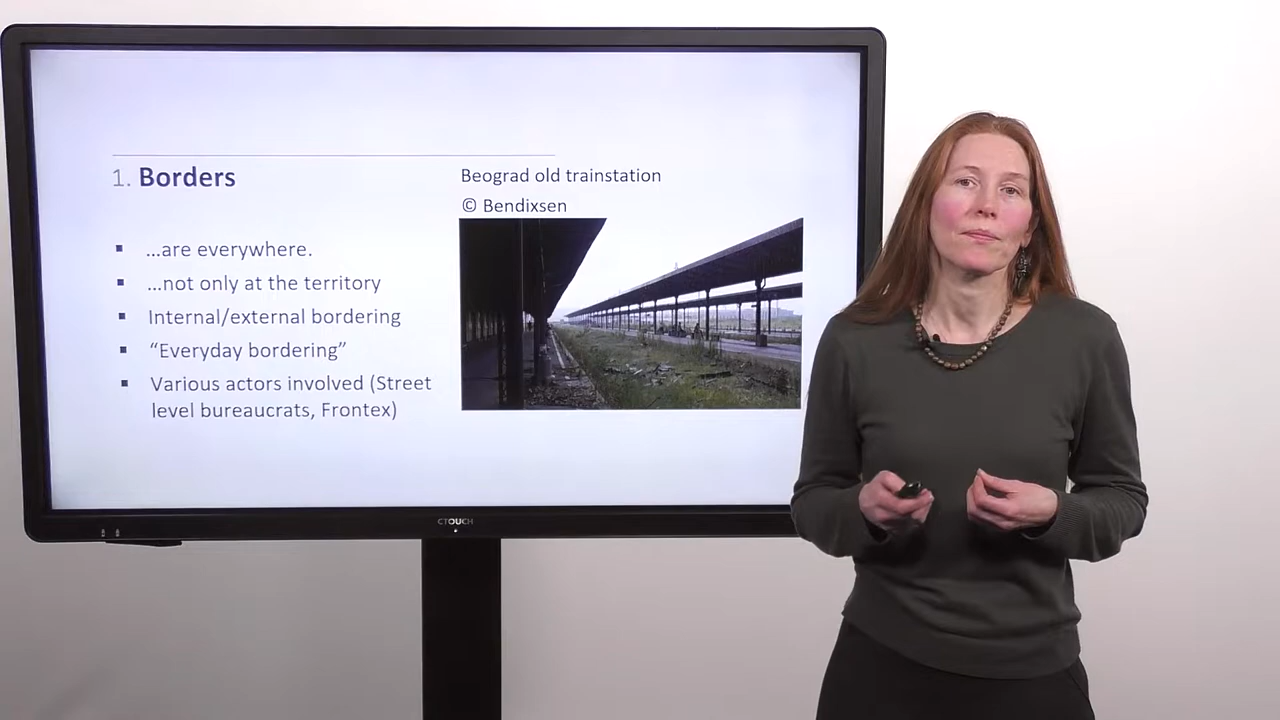 1. Borders
…are everywhere.
…not only at the territory
Internal/external bordering
“Everyday bordering”
Various actors involved (Street
level bureaucrats, Frontex)
Beograd old trainstation
© Bendixsen
CTOUCH